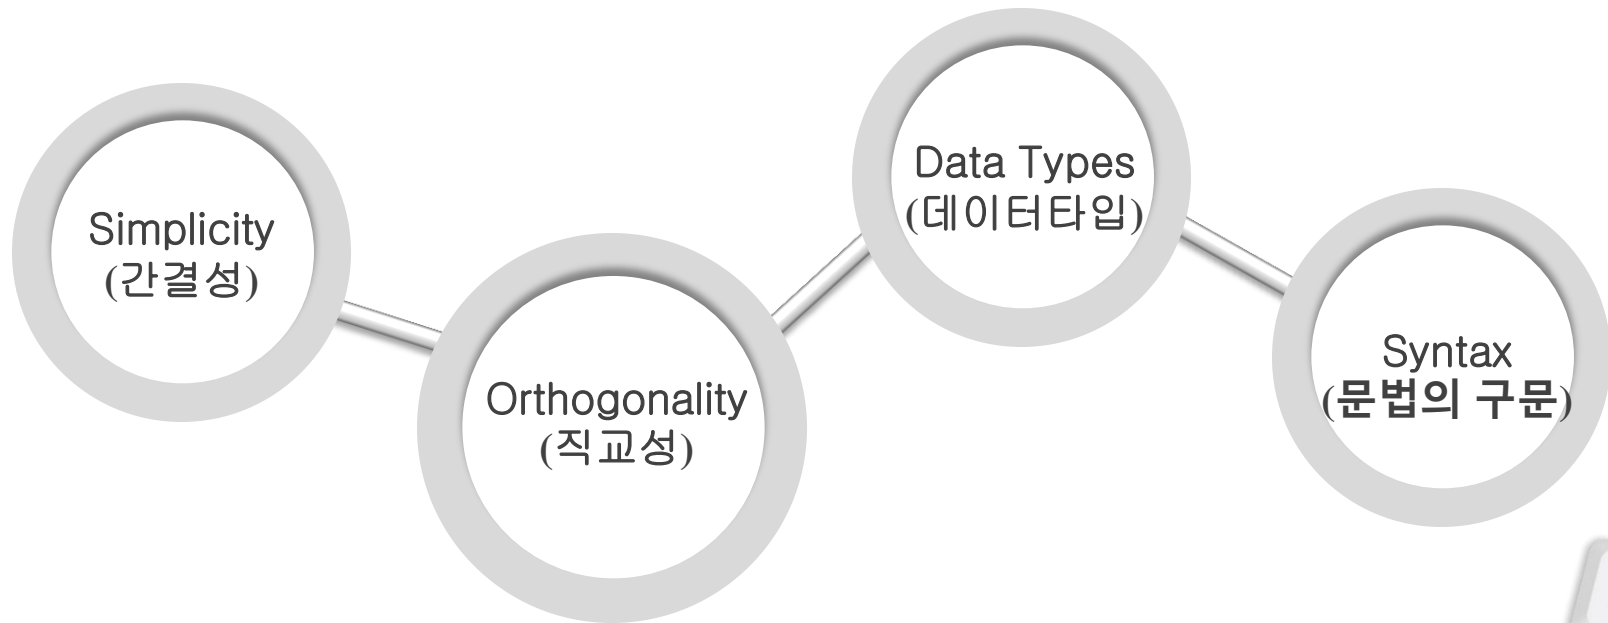 Simplicity
(간결성)
Orthogonality
(직교성)
Data Types
(데이터타입)
Syntax
(문법의 구문)